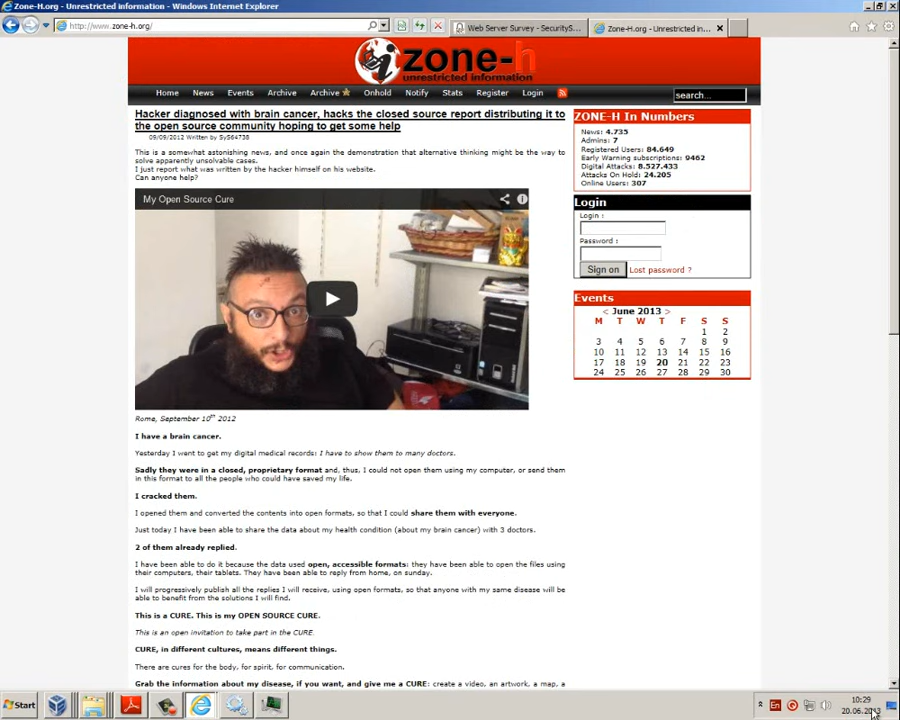 Zone-H.org - Unrestricted information - Windows Internet Explorer
http://www.zone-h.org/
Web Server Survey - SecurityS...
Zone-H.org - Unrestricted in...
zone-h
unrestricted information
Home News Events Archive Archive Onhold Notify Stats Register Login
search...
Hacker diagnosed with brain cancer, hacks the closed source report distributing it to
the open source community hoping to get some help
09/09/2012 Written by SyS64738
This is a somewhat astonishing news, and once again the demonstration that alternative thinking might be the way to
solve apparently unsolvable cases.
I just report what was written by the hacker himself on his website.
Can anyone help?
My Open Source Cure
Rome, September 10th 2012
I have a brain cancer.
Yesterday I went to get my digital medical records: I have to show them to many doctors.
Sadly they were in a closed, proprietary format and, thus, I could not open them using my computer, or send them
in this format to all the people who could have saved my life.
I cracked them.
I opened them and converted the contents into open formats, so that I could share them with everyone.
Just today I have been able to share the data about my health condition (about my brain cancer) with 3 doctors.
2 of them already replied.
I have been able to do it because the data used open, accessible formats: they have been able to open the files using
their computers, their tablets. They have been able to reply from home, on sunday.
I will progressively publish all the replies I will receive, using open formats, so that anyone with my same disease will be
able to benefit from the solutions I will find.
This is a CURE. This is my OPEN SOURCE CURE.
This is an open invitation to take part in the CURE.
CURE, in different cultures, means different things.
There are cures for the body, for spirit, for communication.
Grab the information about my disease, if you want, and give me a CURE: create a video, an artwork, a map, a
ZONE-H In Numbers
News: 4.735
Admins: 7
Registered Users: 84.649
Early Warning subscriptions: 9462
Digital Attacks: 8.527.433
Attacks On Hold: 24.205
Online Users: 307
Login
Login :
Password :
Sign on Lost password ?
Events
< June 2013 >
M T W T F S S
1 2
3 4 5 6 7 8 9
10 11 12 13 14 15 16
17 18 19 20 21 22 23
24 25 26 27 28 29 30
Start
En
10:29
20.06.2013